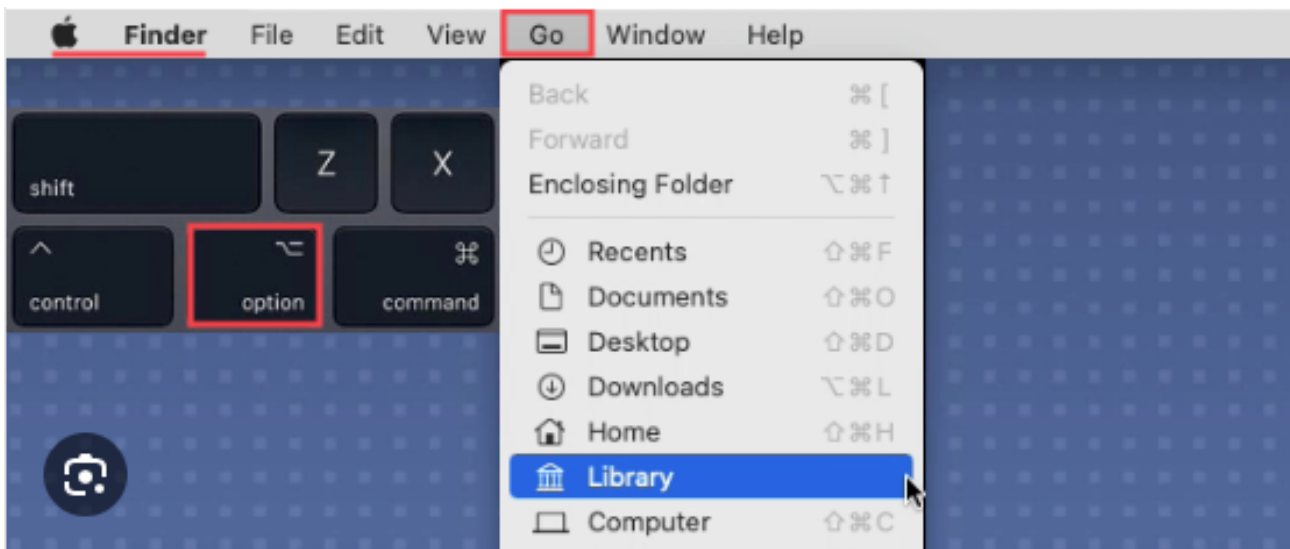 Finder File Edit View Go Window Help
Back ⌘ [
Forward ⌘ ]
Enclosing Folder ⌥⌘↑
shift Z X
^ ⌥ ⌘
control option command
Recents ⇧⌘F
Documents ⇧⌘O
Desktop ⇧⌘D
Downloads ⌥⌘L
Home ⇧⌘H
Library
Computer ⇧⌘C